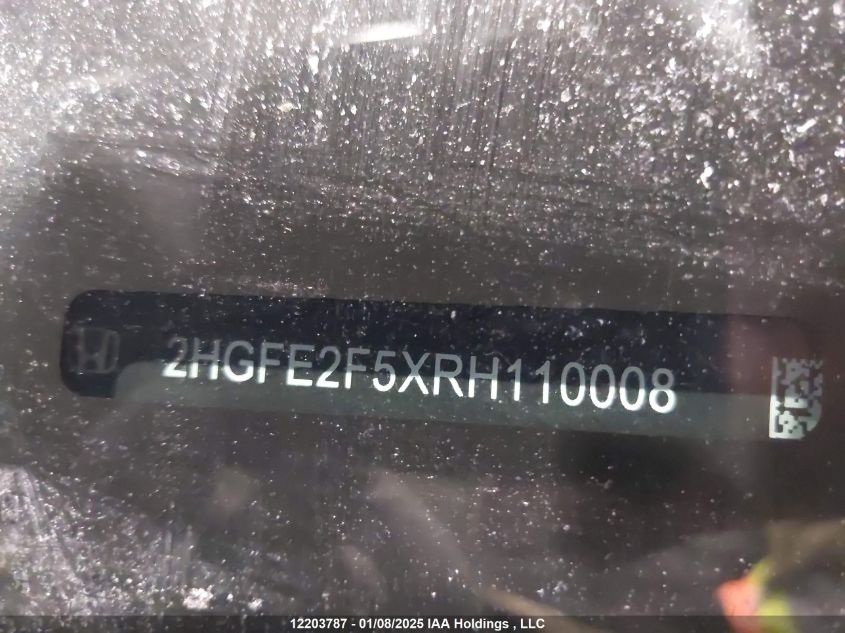 2HGFE2F5XRH110008
12203787 - 01/08/2025 IAA Holdings , LLC